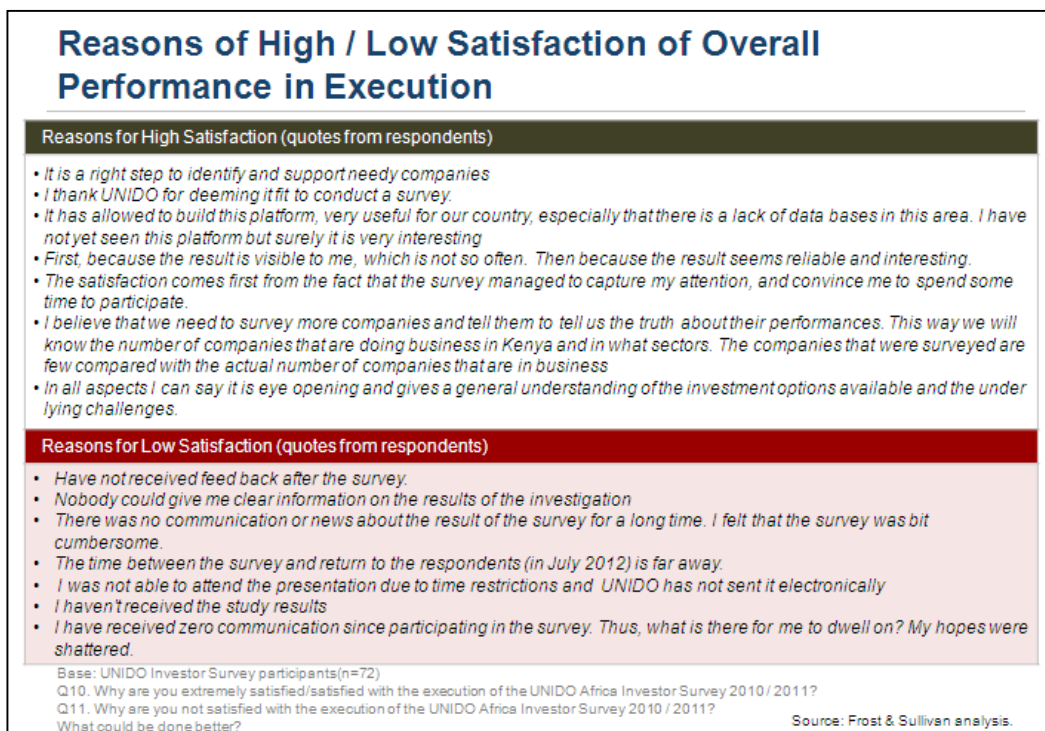 Reasons of High / Low Satisfaction of Overall
Performance in Execution
Reasons for High Satisfaction (quotes from respondents)
• It is a right step to identify and support needy companies
• I thank UNIDO for deeming it fit to conduct a survey.
• It has allowed to build this platform, very useful for our country, especially that there is a lack of data bases in this area. I have
not yet seen this platform but surely it is very interesting
• First, because the result is visible to me, which is not so often. Then because the result seems reliable and interesting.
• The satisfaction comes first from the fact that the survey managed to capture my attention, and convince me to spend some
time to participate.
• I believe that we need to survey more companies and tell them to tell us the truth about their performances. This way we will
know the number of companies that are doing business in Kenya and in what sectors. The companies that were surveyed are
few compared with the actual number of companies that are in business
• In all aspects I can say it is eye opening and gives a general understanding of the investment options available and the under
lying challenges.
Reasons for Low Satisfaction (quotes from respondents)
• Have not received feed back after the survey.
• Nobody could give me clear information on the results of the investigation
• There was no communication or news about the result of the survey for a long time. I felt that the survey was bit
cumbersome.
• The time between the survey and return to the respondents (in July 2012) is far away.
• I was not able to attend the presentation due to time restrictions and UNIDO has not sent it electronically
• I haven't received the study results
• I have received zero communication since participating in the survey. Thus, what is there for me to dwell on? My hopes were
shattered.
Base: UNIDO Investor Survey participants(n=72)
Q10. Why are you extremely satisfied/satisfied with the execution of the UNIDO Africa Investor Survey 2010 / 2011?
Q11. Why are you not satisfied with the execution of the UNIDO Africa Investor Survey 2010 / 2011?
What could be done better?
Source: Frost & Sullivan analysis.